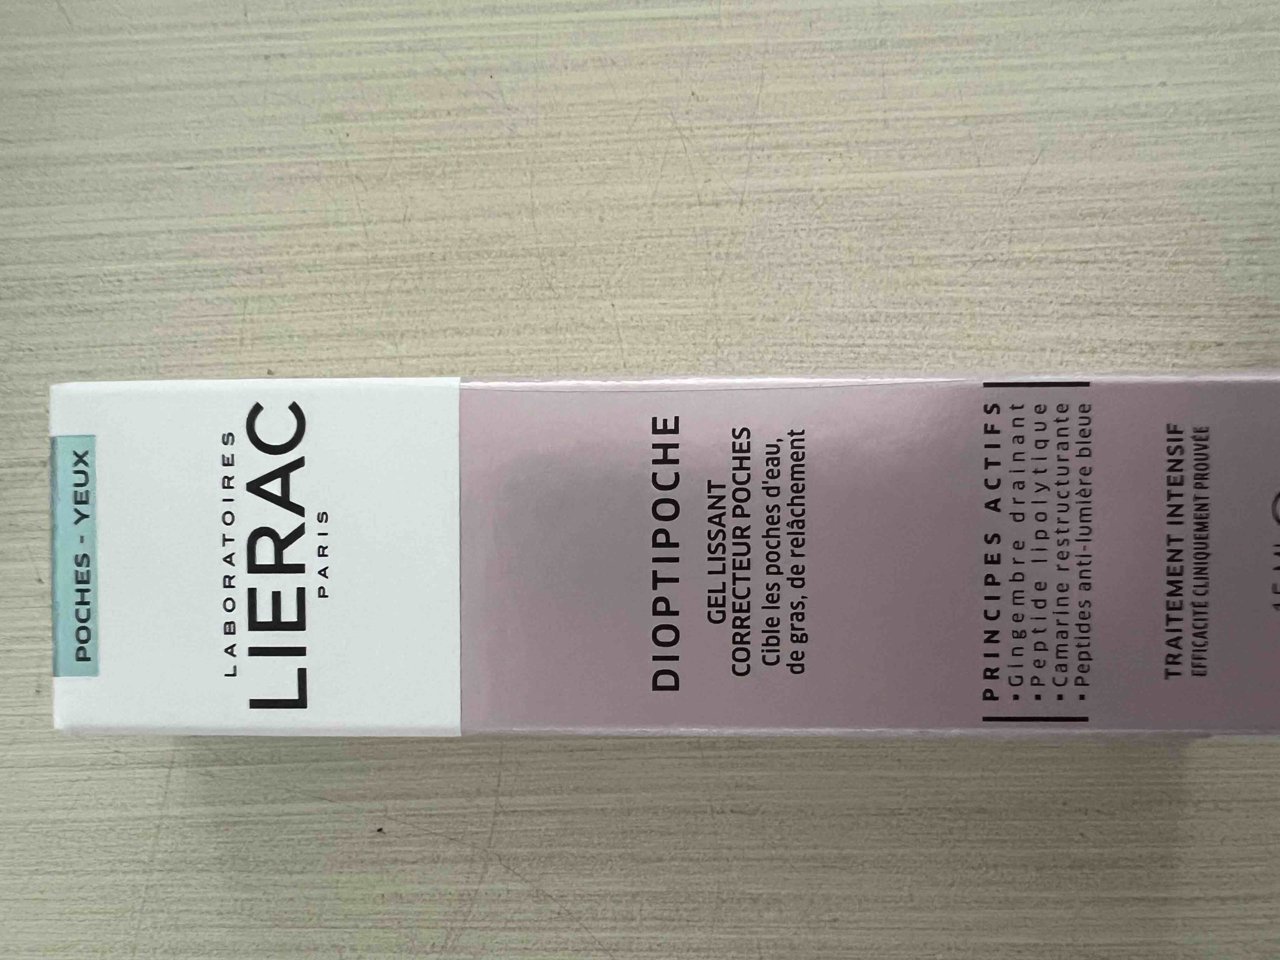 POCHES - YEUX
LABORATOIRES
LIERAC
PARIS
DIOPTIPOCHE
GEL LISSANT
CORRECTEUR POCHES
Cible les poches d'eau,
de gras, de relâchement
PRINCIPES ACTIFS
▪ Gingembre drainant
▪ Peptide lipolytique
▪ Camarine restructurante
▪ Peptides anti-lumière bleue
TRAITEMENT INTENSIF
EFFICACITÉ CLINIQUEMENT PROUVÉE